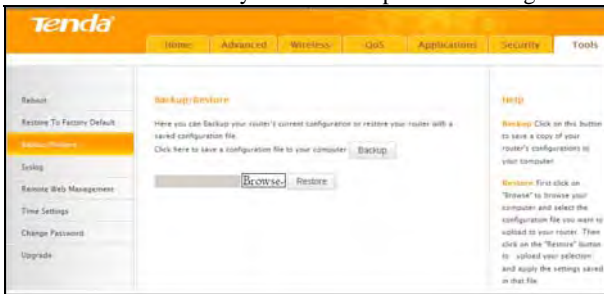 Tenda
Home Advanced Wireless QoS Applications Security Tools
Reboot
Restore To Factory Default
Backup/Restore
Syslog
Remote Web Management
Time Settings
Change Password
Upgrade
Backup/Restore
Here you can Backup your router's current configuration or restore your router with a
saved configuration file.
Click here to save a configuration file to your computer. Backup
Browse. Restore
Help
Backup Click on this button
to save a copy of your
router's configurations to
your computer.
Restore First click on
"Browse" to browse your
computer and select the
configuration file you want to
upload to your router. Then
click on the "Restore" button
to upload your selection
and apply the settings saved
in that file.